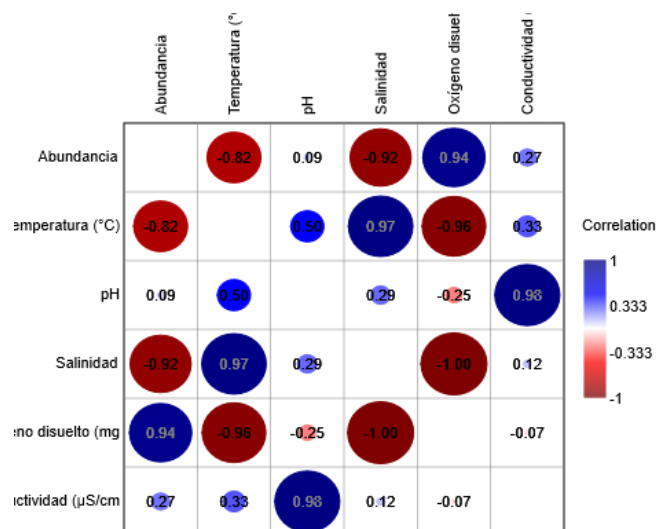 Abundancia
Temperatura (°
pH
Salinidad
Oxígeno disuel
Conductividad (
Abundancia -0.82 0.09 -0.92 0.94 0.27
emperatura (°C) -0.82 0.50 0.97 -0.96 0.33
pH 0.09 0.50 0.29 -0.25 0.98
Salinidad -0.92 0.97 0.29 -1.00 0.12
eno disuelto (mg 0.94 -0.96 -0.25 -1.00 -0.07
uctividad (µS/cm 0.27 0.33 0.98 0.12 -0.07
Correlation
1
0.333
-0.333
-1